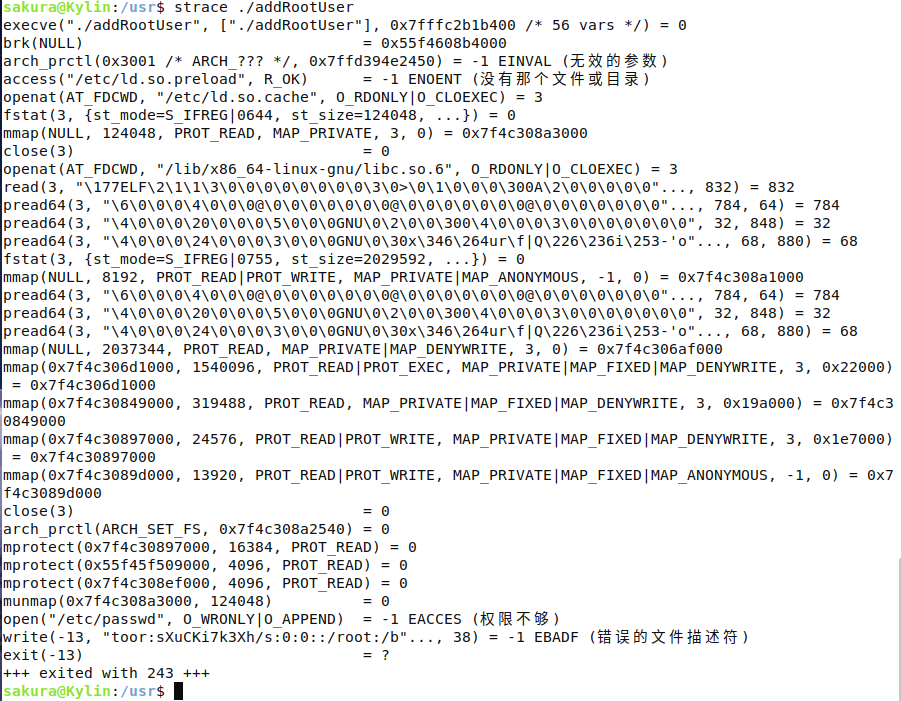 sakura@Kylin:/usr$ strace ./addRootUser
execve("./addRootUser", ["./addRootUser"], 0x7fffc2b1b400 /* 56 vars */) = 0
brk(NULL)                               = 0x55f4608b4000
arch_prctl(0x3001 /* ARCH_??? */, 0x7ffd394e2450) = -1 EINVAL (无效的参数)
access("/etc/ld.so.preload", R_OK)      = -1 ENOENT (没有那个文件或目录)
openat(AT_FDCWD, "/etc/ld.so.cache", O_RDONLY|O_CLOEXEC) = 3
fstat(3, {st_mode=S_IFREG|0644, st_size=124048, ...}) = 0
mmap(NULL, 124048, PROT_READ, MAP_PRIVATE, 3, 0) = 0x7f4c308a3000
close(3)                                = 0
openat(AT_FDCWD, "/lib/x86_64-linux-gnu/libc.so.6", O_RDONLY|O_CLOEXEC) = 3
read(3, "\177ELF\2\1\1\3\0\0\0\0\0\0\0\0\3\0>\0\1\0\0\0\300A\2\0\0\0\0\0"..., 832) = 832
pread64(3, "\6\0\0\0\4\0\0\0@\0\0\0\0\0\0\0@\0\0\0\0\0\0\0@\0\0\0\0\0\0\0"..., 784, 64) = 784
pread64(3, "\4\0\0\0\20\0\0\0\5\0\0\0GNU\0\2\0\0\300\4\0\0\0\3\0\0\0\0\0\0\0", 32, 848) = 32
pread64(3, "\4\0\0\0\24\0\0\0\3\0\0\0GNU\0\30x\346\264ur\f|Q\226\236i\253-'o"..., 68, 880) = 68
fstat(3, {st_mode=S_IFREG|0755, st_size=2029592, ...}) = 0
mmap(NULL, 8192, PROT_READ|PROT_WRITE, MAP_PRIVATE|MAP_ANONYMOUS, -1, 0) = 0x7f4c308a1000
pread64(3, "\6\0\0\0\4\0\0\0@\0\0\0\0\0\0\0@\0\0\0\0\0\0\0@\0\0\0\0\0\0\0"..., 784, 64) = 784
pread64(3, "\4\0\0\0\20\0\0\0\5\0\0\0GNU\0\2\0\0\300\4\0\0\0\3\0\0\0\0\0\0\0", 32, 848) = 32
pread64(3, "\4\0\0\0\24\0\0\0\3\0\0\0GNU\0\30x\346\264ur\f|Q\226\236i\253-'o"..., 68, 880) = 68
mmap(NULL, 2037344, PROT_READ, MAP_PRIVATE|MAP_DENYWRITE, 3, 0) = 0x7f4c306af000
mmap(0x7f4c306d1000, 1540096, PROT_READ|PROT_EXEC, MAP_PRIVATE|MAP_FIXED|MAP_DENYWRITE, 3, 0x22000)
 = 0x7f4c306d1000
mmap(0x7f4c30849000, 319488, PROT_READ, MAP_PRIVATE|MAP_FIXED|MAP_DENYWRITE, 3, 0x19a000) = 0x7f4c3
0849000
mmap(0x7f4c30897000, 24576, PROT_READ|PROT_WRITE, MAP_PRIVATE|MAP_FIXED|MAP_DENYWRITE, 3, 0x1e7000)
 = 0x7f4c30897000
mmap(0x7f4c3089d000, 13920, PROT_READ|PROT_WRITE, MAP_PRIVATE|MAP_FIXED|MAP_ANONYMOUS, -1, 0) = 0x7
f4c3089d000
close(3)                                = 0
arch_prctl(ARCH_SET_FS, 0x7f4c308a2540) = 0
mprotect(0x7f4c30897000, 16384, PROT_READ) = 0
mprotect(0x55f45f509000, 4096, PROT_READ) = 0
mprotect(0x7f4c308ef000, 4096, PROT_READ) = 0
munmap(0x7f4c308a3000, 124048)          = 0
open("/etc/passwd", O_WRONLY|O_APPEND)  = -1 EACCES (权限不够)
write(-13, "toor:sXuCKi7k3Xh/s:0:0::/root:/b"..., 38) = -1 EBADF (错误的文件描述符)
exit(-13)                               = ?
+++ exited with 243 +++
sakura@Kylin:/usr$